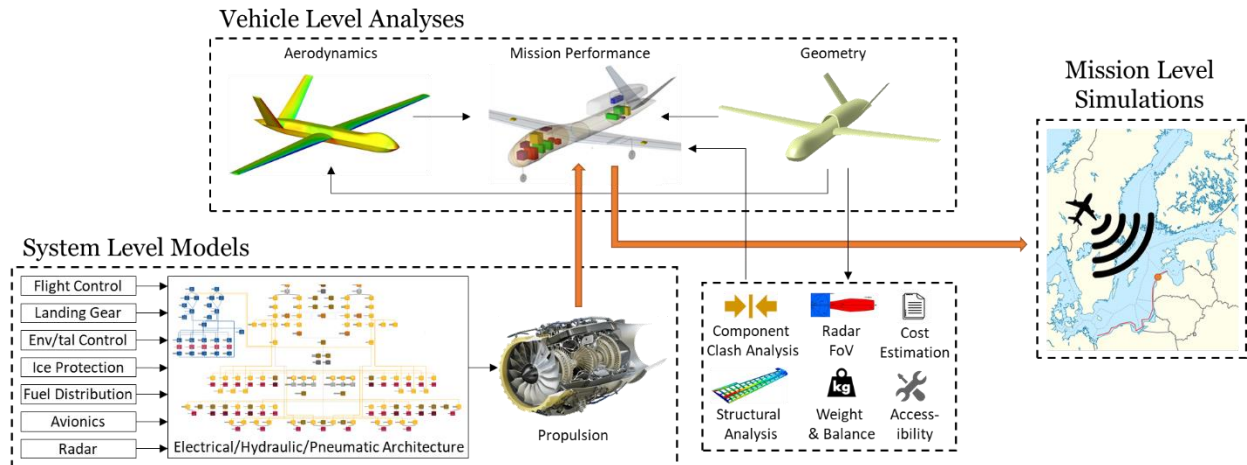 Vehicle Level Analyses
Aerodynamics
Mission Performance
Geometry
Mission Level
Simulations
System Level Models
Flight Control
Landing Gear
Env/tal Control
Ice Protection
Fuel Distribution
Avionics
Radar
Electrical/Hydraulic/Pneumatic Architecture
Propulsion
Component
Clash Analysis
Radar
FoV
Cost
Estimation
Structural
Analysis
kg
Weight
& Balance
Access-
ibility